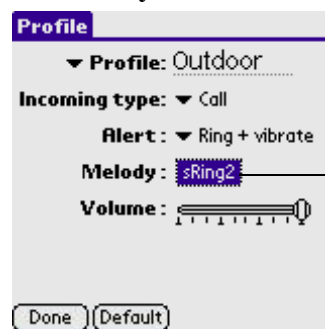 Profile
Profile: Outdoor
Incoming type: Call
Alert: Ring + vibrate
Melody: sRing2
Volume:
Done Default